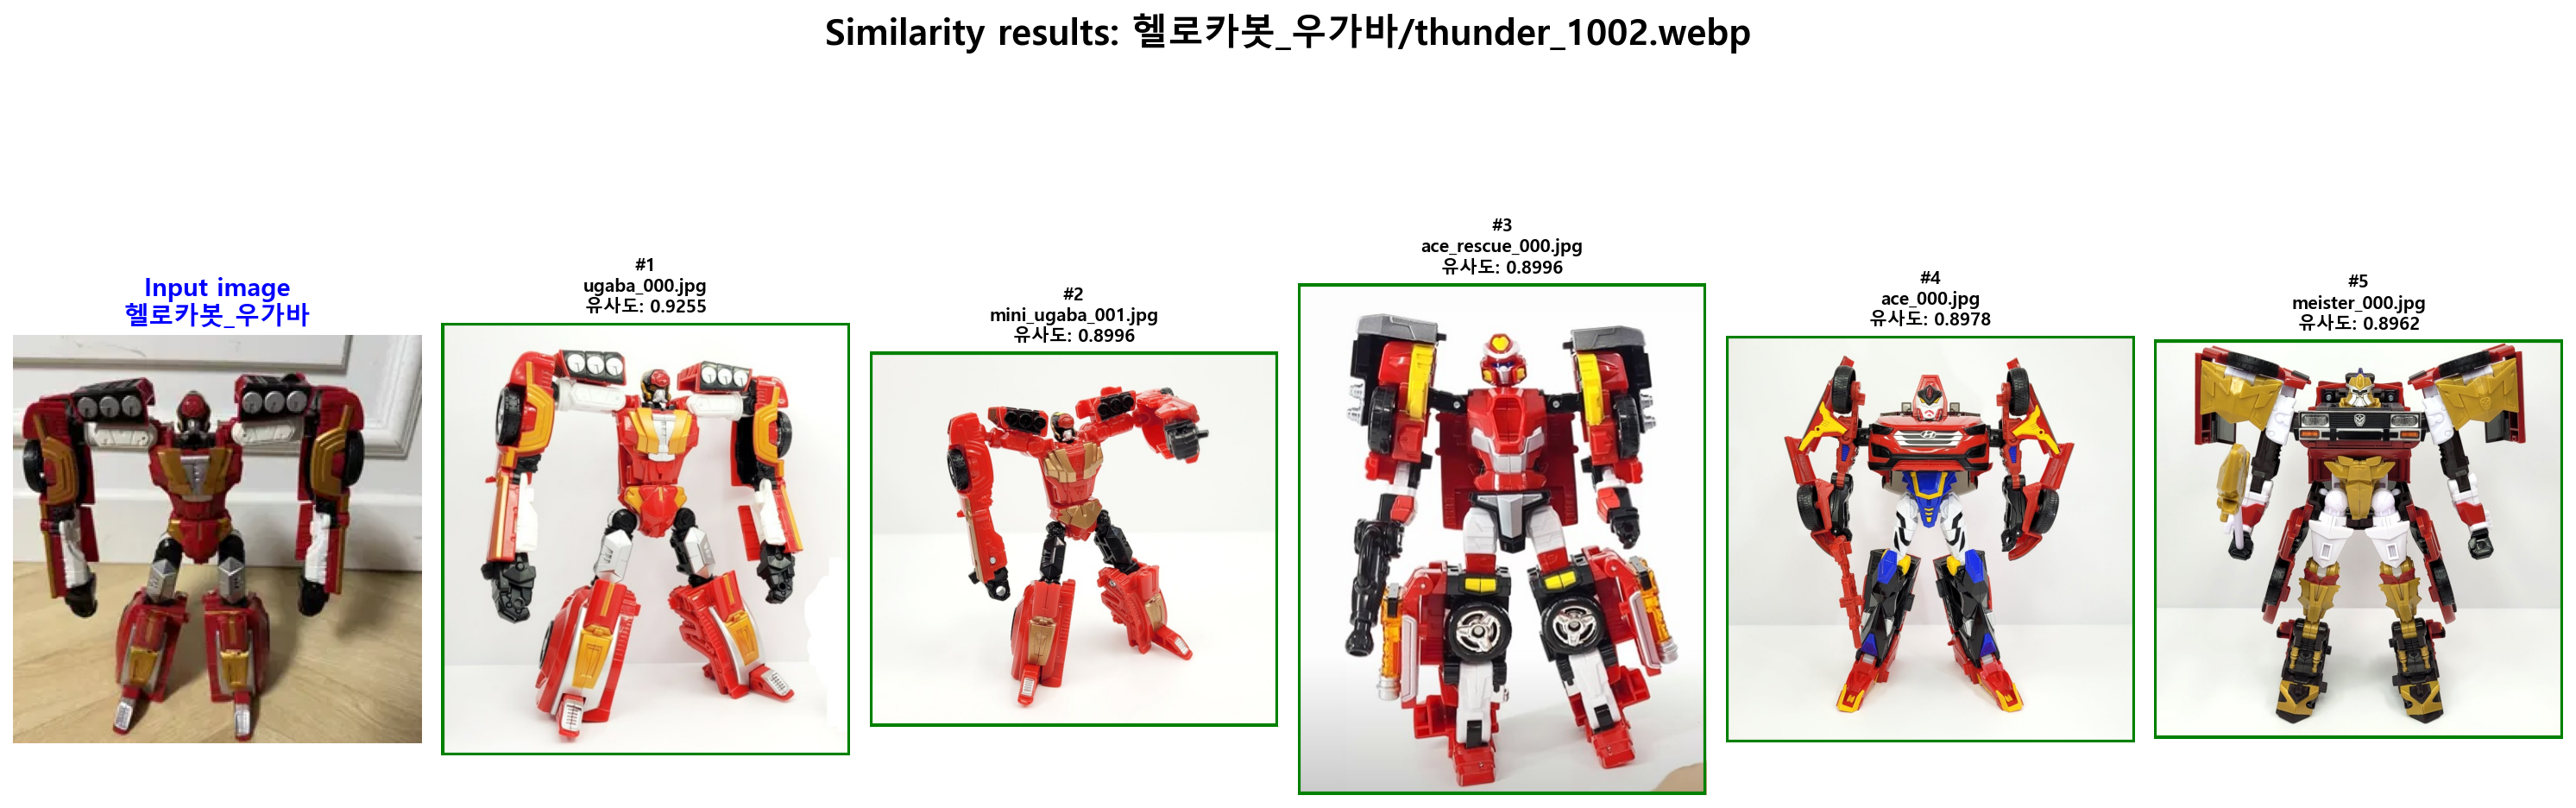 Similarity results: 헬로카봇_우가바/thunder_1002.webp
Input image
헬로카봇_우가바
#1
ugaba_000.jpg
유사도: 0.9255
#2
mini_ugaba_001.jpg
유사도: 0.8996
#3
ace_rescue_000.jpg
유사도: 0.8996
#4
ace_000.jpg
유사도: 0.8978
#5
meister_000.jpg
유사도: 0.8962